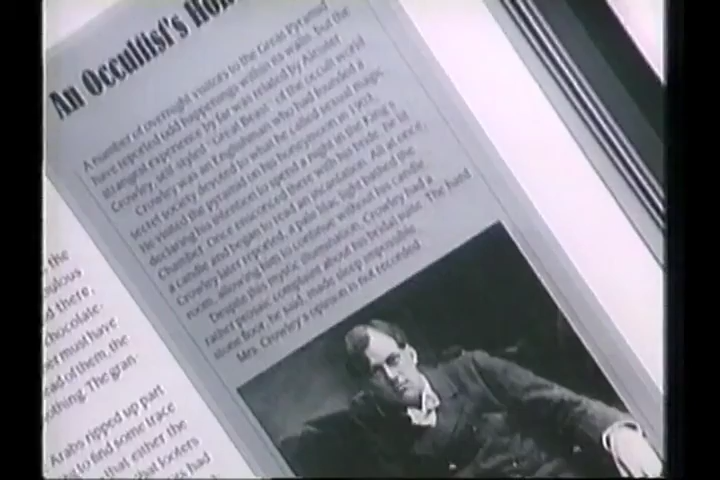 An Occultist's
A number of overnight visitors to the Great Pyramid
have reported odd happenings within its walls, but the
strangest experience by far was related by Aleister
Crowley, self-styled "Great Beast" of the occult world.
Crowley was an Englishman who had founded a
secret society devoted to what he called sexual magic.
He visited the pyramid on his honeymoon in 1903,
declaring his intention to spend a night in the King's
Chamber. Once ensconced there with his bride, he lit
a candle and began to read an incantation. All at once,
Crowley later reported, a pale lilac light bathed the
room, allowing him to continue without his candle.
Despite this mystic illumination, Crowley had a
rather prosaic complaint about his bridal suite. The hard
stone floor, he said, made sleep impossible.
Mrs. Crowley's opinion is not recorded.
the
bulous
d there,
chocolate-
must have
ead of them, the
othing. The gran-
Arabs ripped up part
to find some trace
that either the
that looters
had